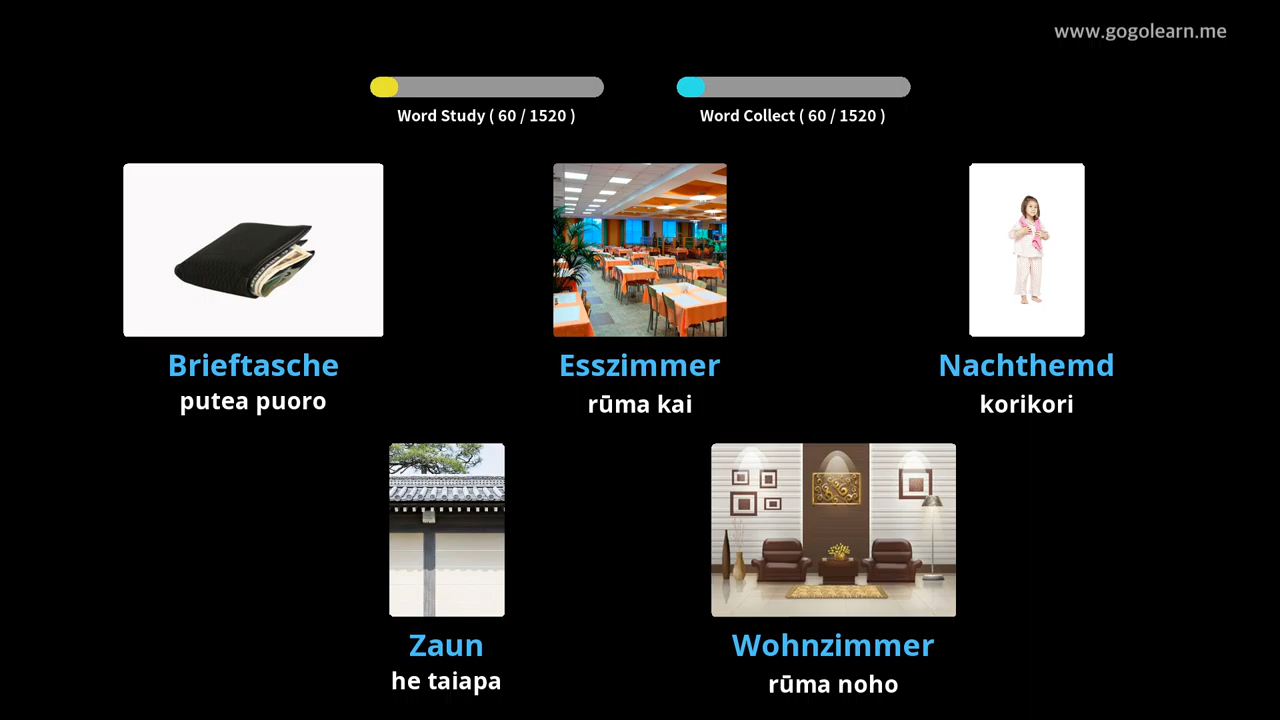 www.gogolearn.me
Word Study ( 60 / 1520 )
Word Collect ( 60 / 1520 )
Brieftasche
putea puoro
Esszimmer
rūma kai
Nachthemd
korikori
Zaun
he taiapa
Wohnzimmer
rūma noho